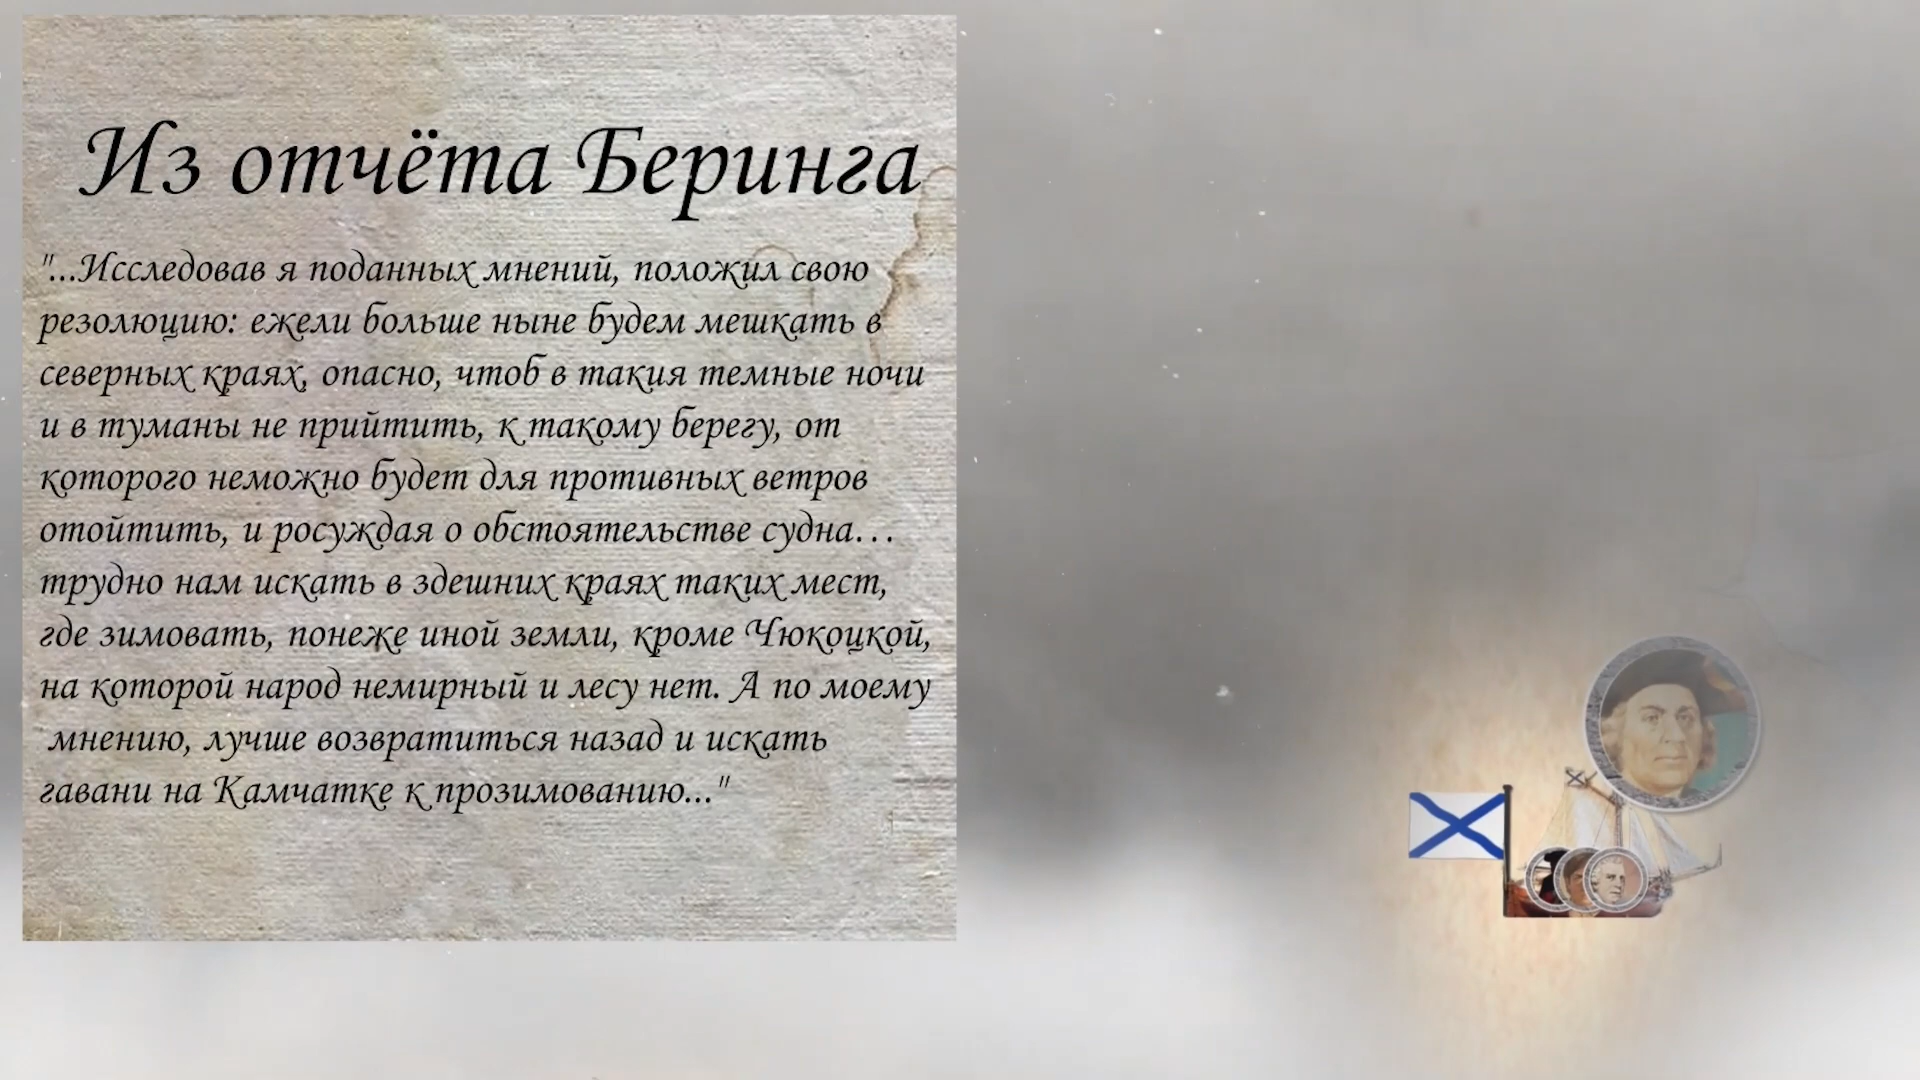 Из отчёта Беринга
"...Исследовав я поданных мнений, положил свою
резолюцию: ежели больше ныне будем мешкать в
северных краях, опасно, чтоб в такия темные ночи
и в туманы не прийтить, к такому берегу, от
которого неможно будет для противных ветров
отойтить, и росуждая о обстоятельстве судна…
трудно нам искать в здешних краях таких мест,
где зимовать, понеже иной земли, кроме Чюкоцкой,
на которой народ немирный и лесу нет. А по моему
мнению, лучше возвратиться назад и искать
гавани на Камчатке к прозимованию..."